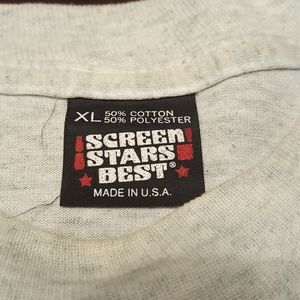 XL 50% COTTON
50% POLYESTER
SCREEN
STARS
BEST®
MADE IN U.S.A.